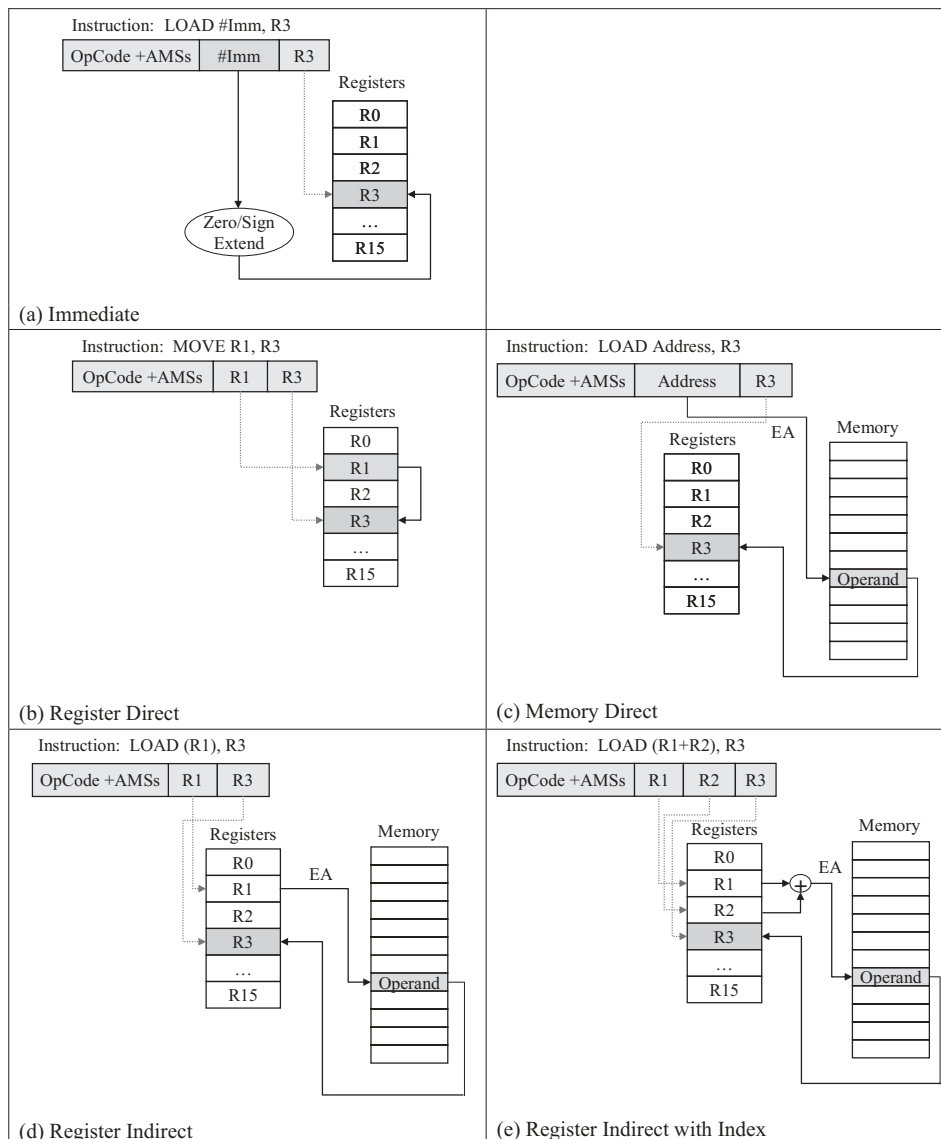 Instruction: LOAD #Imm, R3
OpCode +AMSs #Imm R3
Registers
R0
R1
R2
R3
...
R15
Zero/Sign
Extend
(a) Immediate
Instruction: MOVE R1, R3
OpCode +AMSs R1 R3
Registers
R0
R1
R2
R3
...
R15
(b) Register Direct
Instruction: LOAD Address, R3
OpCode +AMSs Address R3
EA
Memory
Registers
R0
R1
R2
R3
...
R15
Operand
(c) Memory Direct
Instruction: LOAD (R1), R3
OpCode +AMSs R1 R3
Registers
R0
R1
R2
R3
...
R15
EA
Memory
Operand
(d) Register Indirect
Instruction: LOAD (R1+R2), R3
OpCode +AMSs R1 R2 R3
Registers
R0
R1
R2
R3
...
R15
+
EA
Memory
Operand
(e) Register Indirect with Index